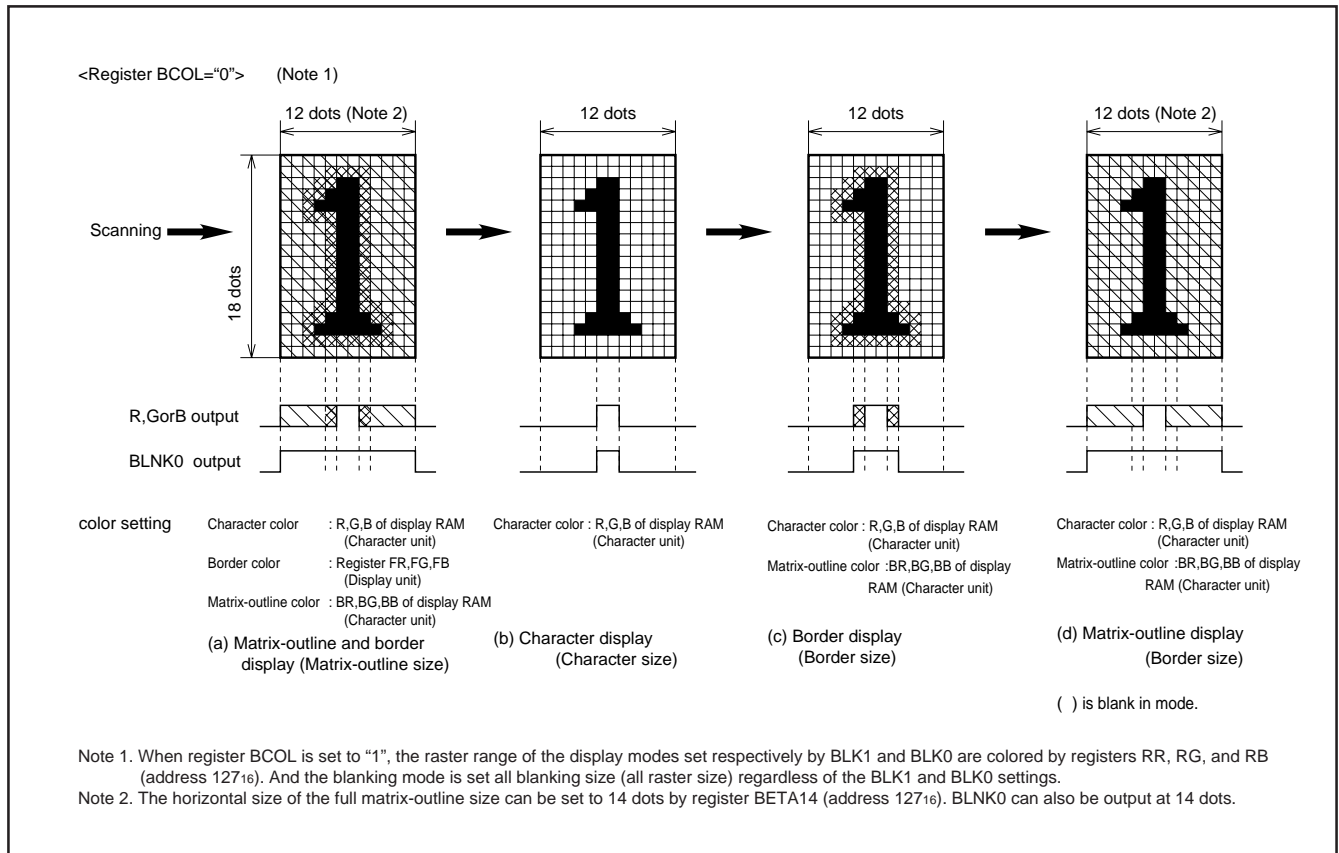 <Register BCOL=“0”> (Note 1)
12 dots (Note 2) 12 dots 12 dots 12 dots (Note 2)
Scanning
18 dots
R,GorB output
BLNK0 output
color setting
Character color : R,G,B of display RAM
(Character unit)
Border color : Register FR,FG,FB
(Display unit)
Matrix-outline color : BR,BG,BB of display RAM
(Character unit)
(a) Matrix-outline and border
display (Matrix-outline size)
Character color : R,G,B of display RAM
(Character unit)
(b) Character display
(Character size)
Character color : R,G,B of display RAM
(Character unit)
Matrix-outline color :BR,BG,BB of display
RAM (Character unit)
(c) Border display
(Border size)
Character color : R,G,B of display RAM
(Character unit)
Matrix-outline color :BR,BG,BB of display
RAM (Character unit)
(d) Matrix-outline display
(Border size)
( ) is blank in mode.
Note 1. When register BCOL is set to “1”, the raster range of the display modes set respectively by BLK1 and BLK0 are colored by registers RR, RG, and RB
(address 12716). And the blanking mode is set all blanking size (all raster size) regardless of the BLK1 and BLK0 settings.
Note 2. The horizontal size of the full matrix-outline size can be set to 14 dots by register BETA14 (address 12716). BLNK0 can also be output at 14 dots.